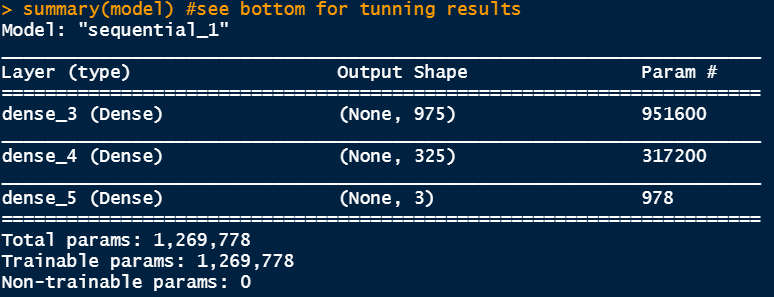 > summary(model) #see bottom for tunning results
Model: "sequential_1"
________________________________________________________________________________
Layer (type)                    Output Shape                Param #
================================================================================
dense_3 (Dense)                 (None, 975)                 951600
________________________________________________________________________________
dense_4 (Dense)                 (None, 325)                 317200
________________________________________________________________________________
dense_5 (Dense)                 (None, 3)                   978
================================================================================
Total params: 1,269,778
Trainable params: 1,269,778
Non-trainable params: 0